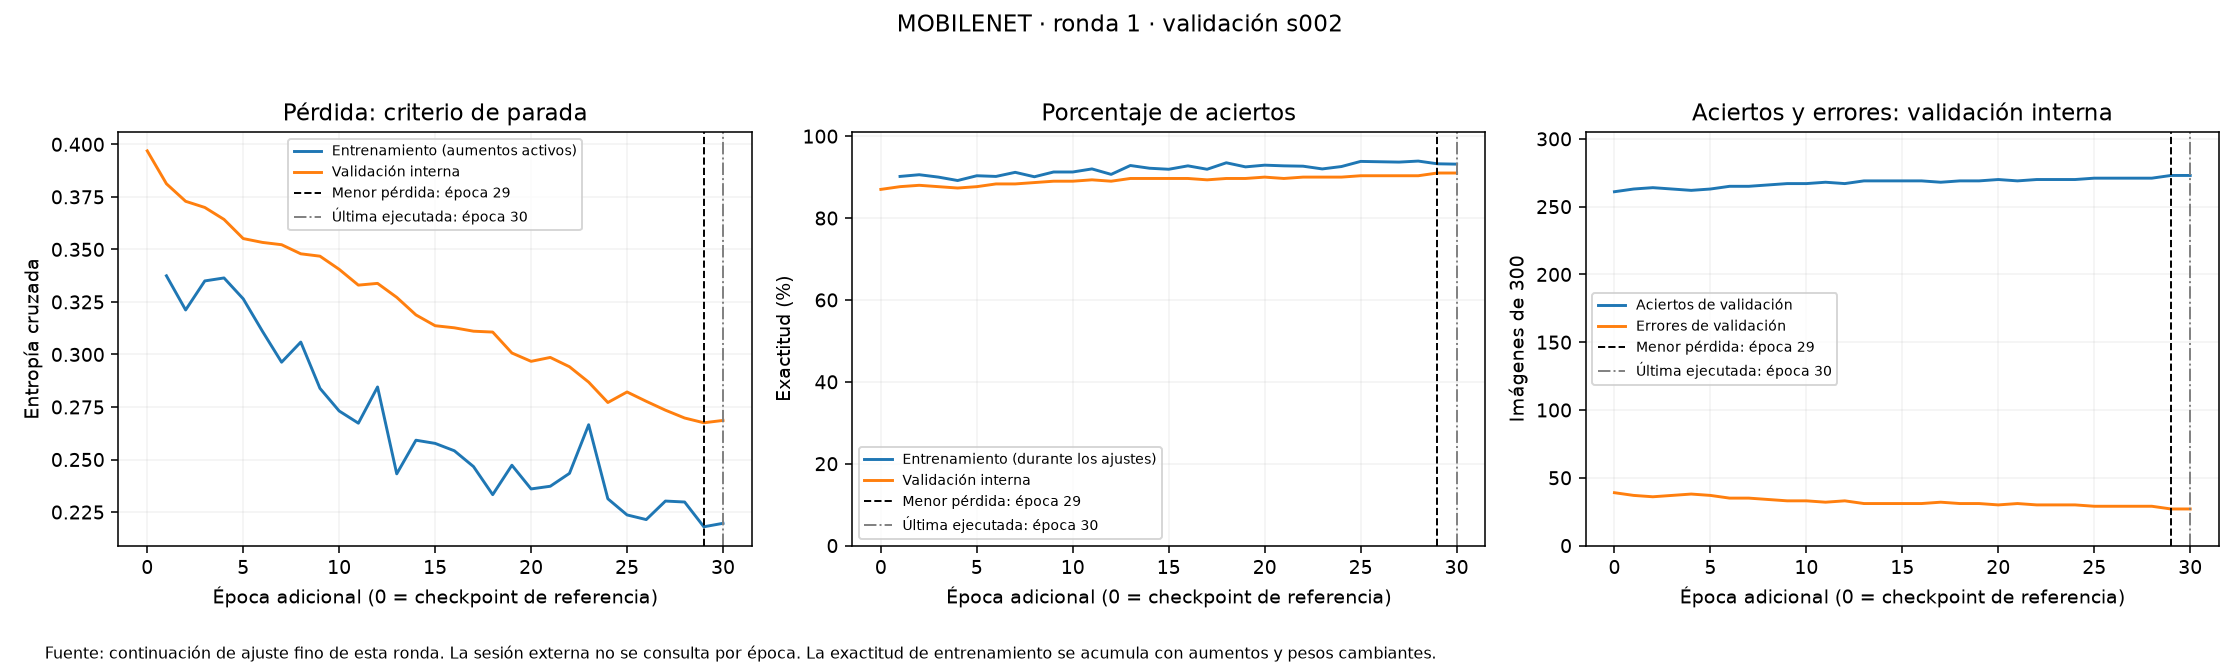 MOBILENET · ronda 1 · validación s002
Pérdida: criterio de parada
Entropía cruzada
0.400
0.375
0.350
0.325
0.300
0.275
0.250
0.225
Entrenamiento (aumentos activos)
Validación interna
Menor pérdida: época 29
Última ejecutada: época 30
0 5 10 15 20 25 30
Época adicional (0 = checkpoint de referencia)
Porcentaje de aciertos
Exactitud (%)
100
80
60
40
20
0
Entrenamiento (durante los ajustes)
Validación interna
Menor pérdida: época 29
Última ejecutada: época 30
0 5 10 15 20 25 30
Época adicional (0 = checkpoint de referencia)
Aciertos y errores: validación interna
Imágenes de 300
300
250
200
150
100
50
0
Aciertos de validación
Errores de validación
Menor pérdida: época 29
Última ejecutada: época 30
0 5 10 15 20 25 30
Época adicional (0 = checkpoint de referencia)
Fuente: continuación de ajuste fino de esta ronda. La sesión externa no se consulta por época. La exactitud de entrenamiento se acumula con aumentos y pesos cambiantes.